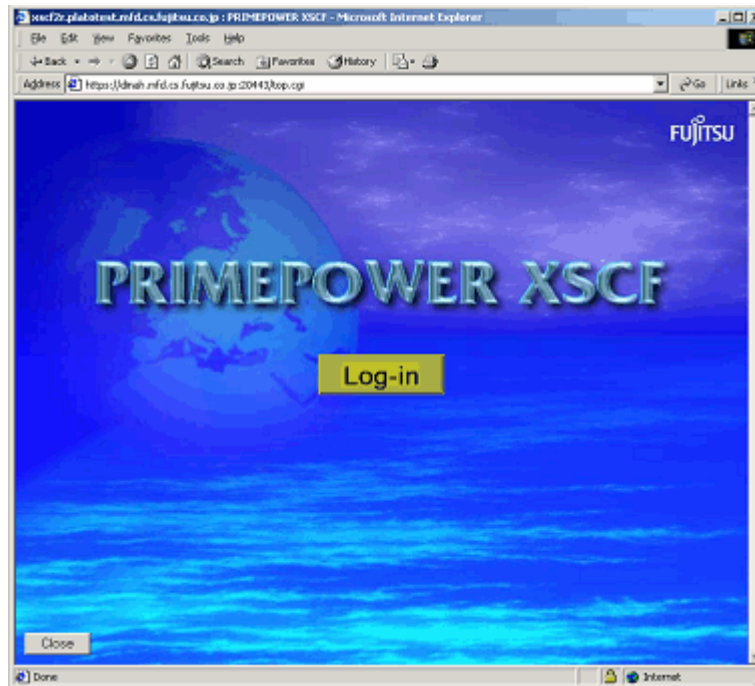 xscf2r.platotest.mfd.cs.fujitsu.co.jp : PRIMEPOWER XSCF - Microsoft Internet Explorer
File Edit View Favorites Tools Help
Back Search Favorites History
Address https://dinah.mfd.cs.fujitsu.co.jp:20443/top.cgi Go Links
FUJITSU
PRIMEPOWER XSCF
Log-in
Close
Done Internet